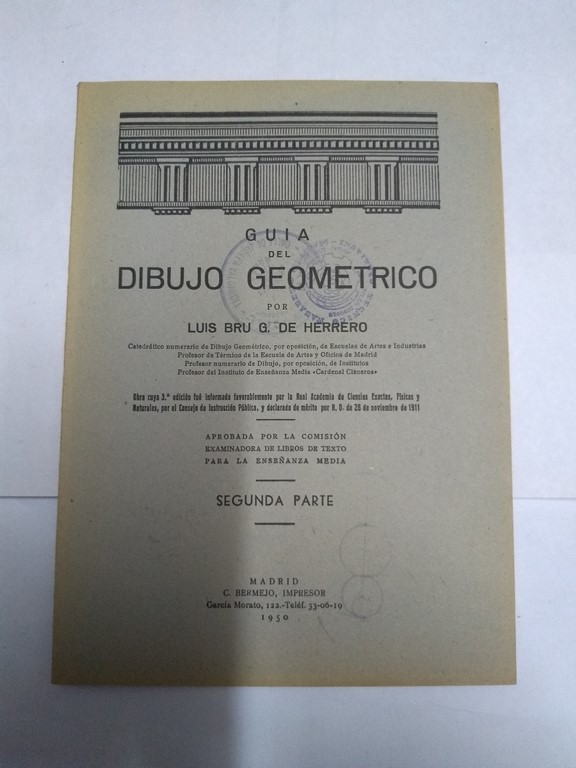 GUIA
DEL
DIBUJO GEOMETRICO
POR
LUIS BRU G. DE HERRERO
Catedrático numerario de Dibujo Geométrico, por oposición, de Escuelas de Artes e Industrias
Profesor de Término de la Escuela de Artes y Oficios de Madrid
Profesor numerario de Dibujo, por oposición, de Institutos
Profesor del Instituto de Enseñanza Media «Cardenal Cisneros»
Obra cuya 3.ª edición fué informada favorablemente por la Real Academia de Ciencias Exactas, Físicas y
Naturales, por el Consejo de Instrucción Pública, y declarada de mérito por R. O. de 28 de noviembre de 1911
APROBADA POR LA COMISIÓN
EXAMINADORA DE LIBROS DE TEXTO
PARA LA ENSEÑANZA MEDIA
SEGUNDA PARTE
MADRID
C. BERMEJO, IMPRESOR
García Morato, 122.-Teléf. 33-06-19
1950